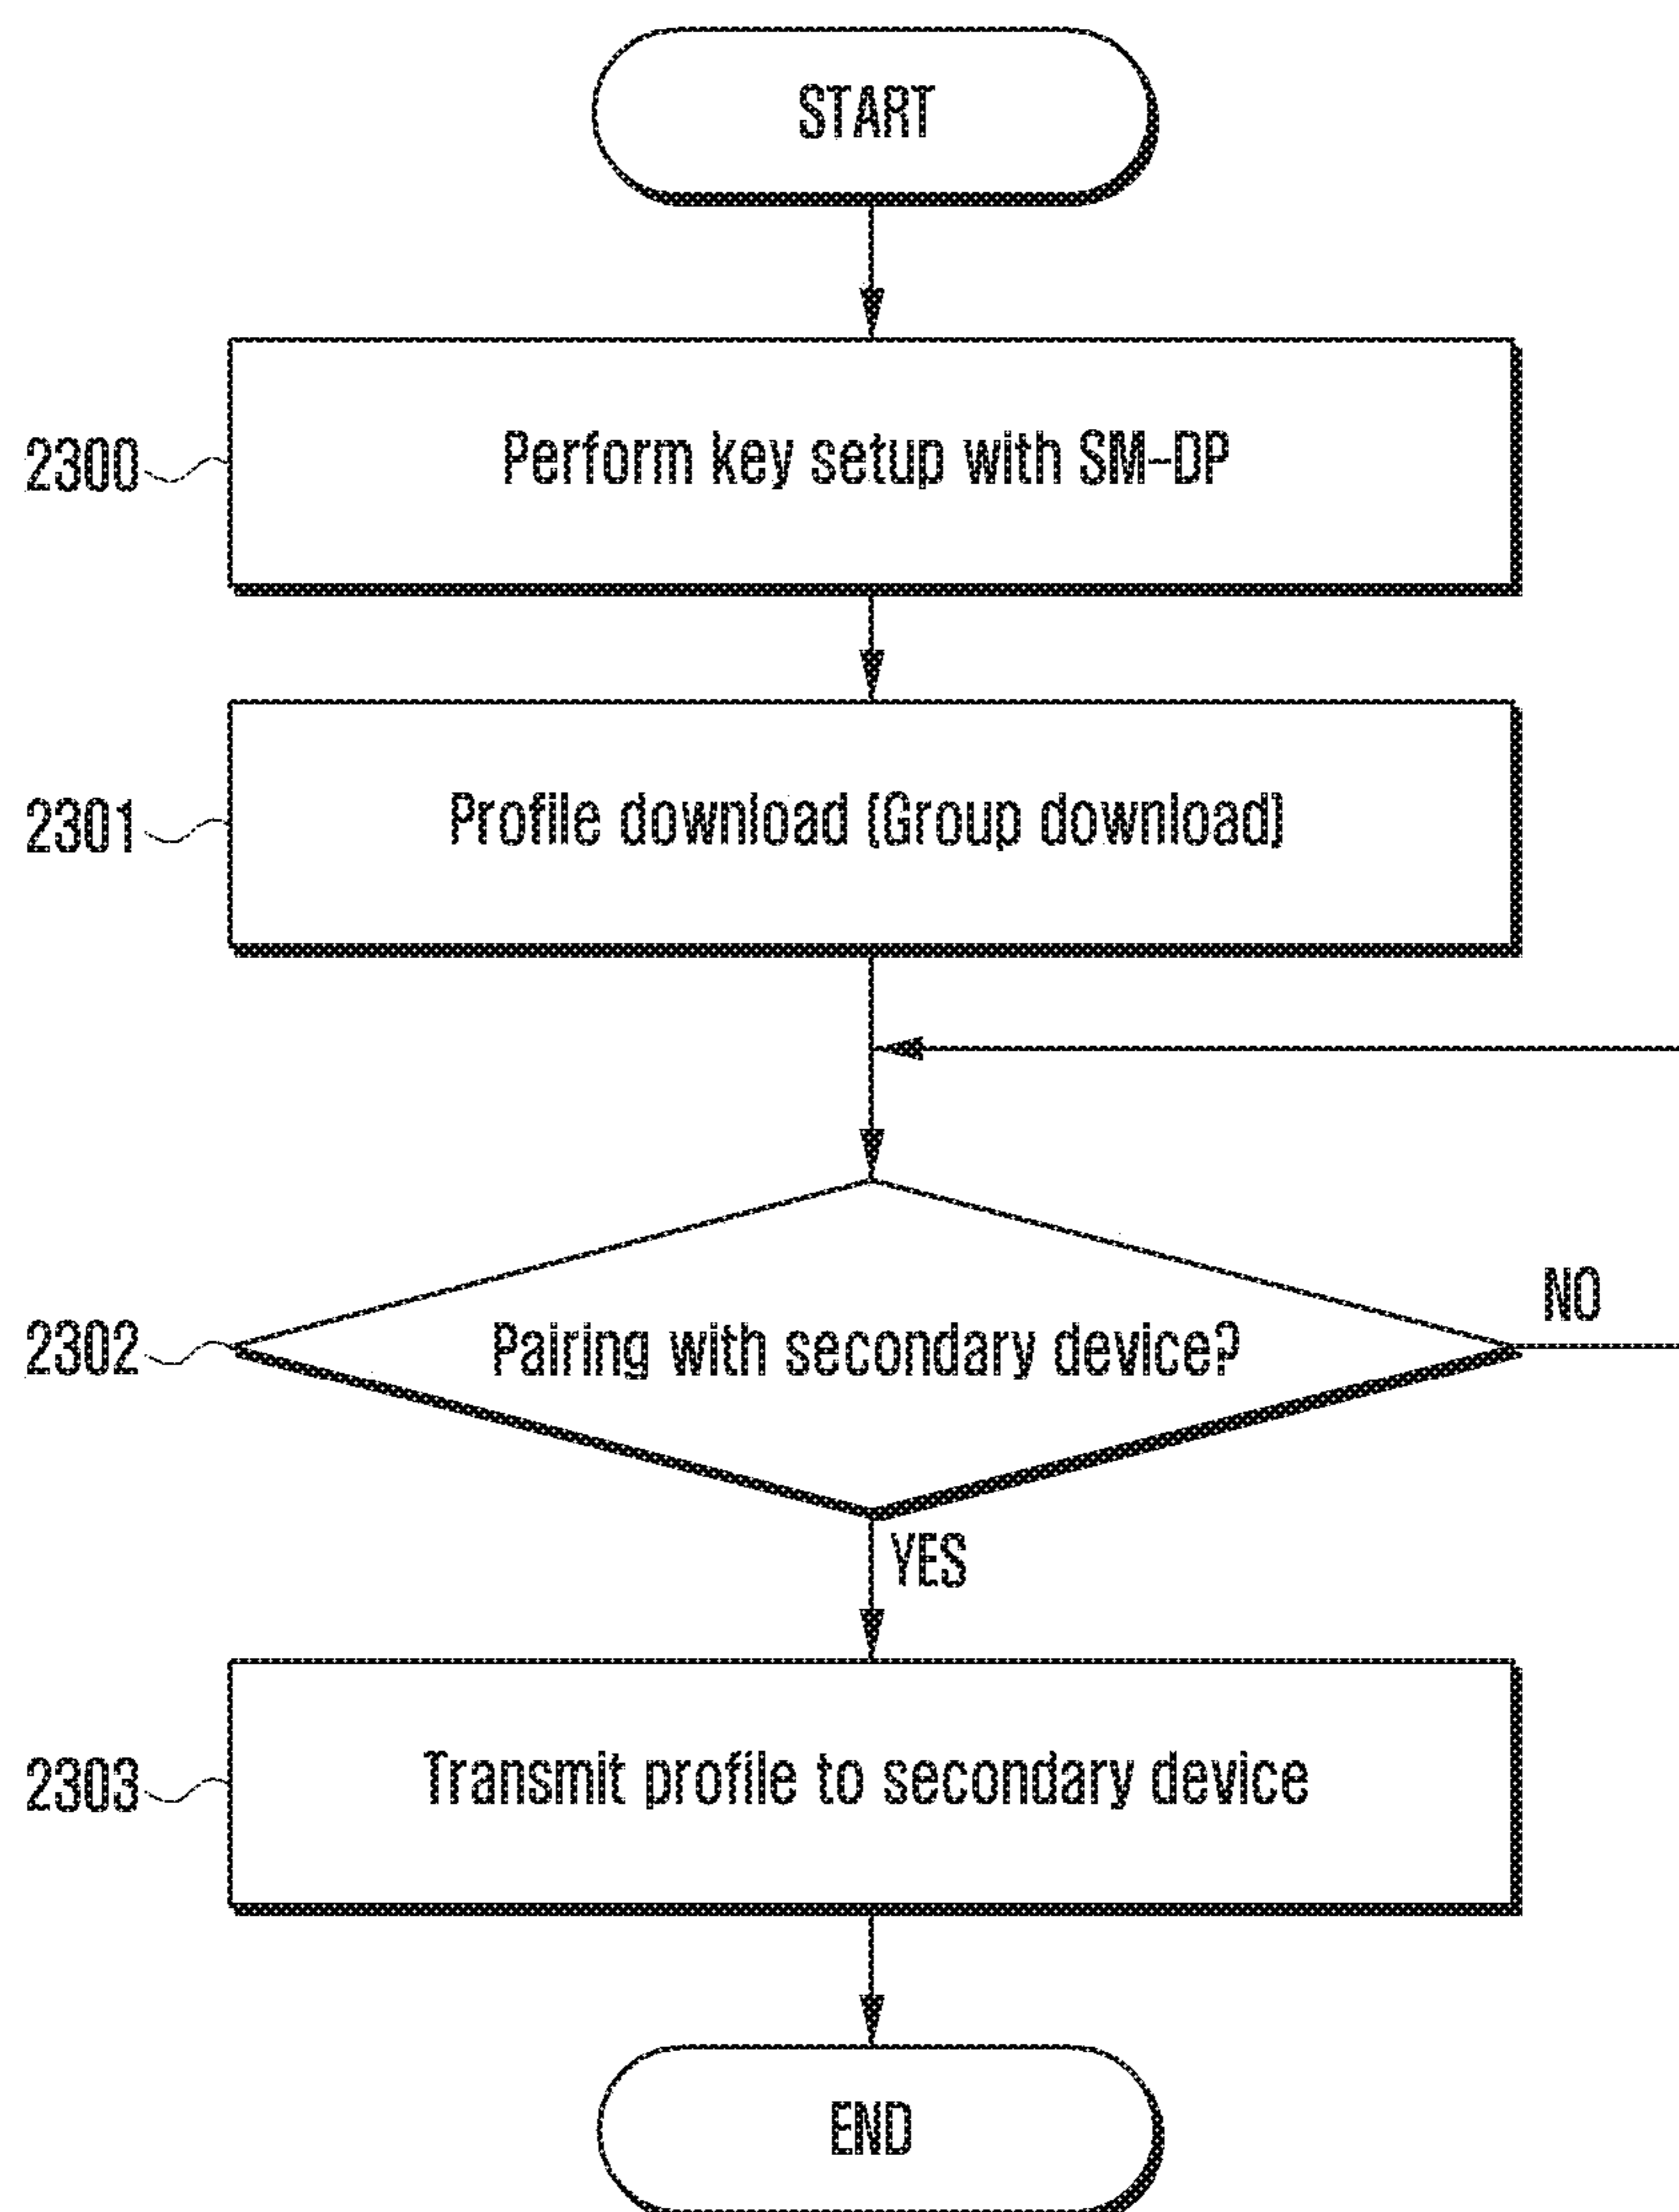 START
2300
Perform key setup with SM-DP
2301
Profile download (Group download)
2302
Pairing with secondary device?
NO
YES
2303
Transmit profile to secondary device
END